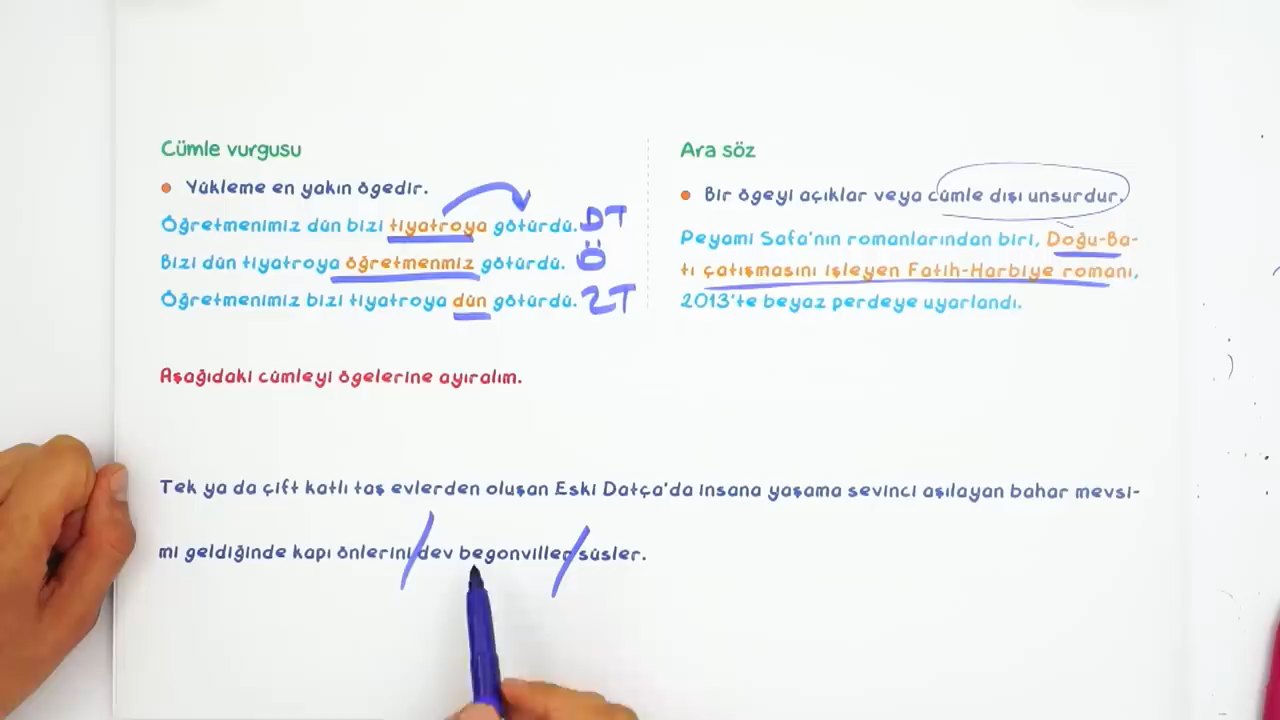 Cümle vurgusu
Yükleme en yakın ögedir.
Öğretmenimiz dün bizi tiyatroya götürdü. DT
Bizi dün tiyatroya öğretmenmiz götürdü. Ö
Öğretmenimiz bizi tiyatroya dün götürdü. ZT
Ara söz
Bir ögeyi açıklar veya cümle dışı unsurdur.
Peyami Safa'nın romanlarından biri, Doğu-Ba-
tı çatışmasını işleyen Fatih-Harbiye romanı,
2013'te beyaz perdeye uyarlandı.
Aşağıdaki cümleyi ögelerine ayıralım.
Tek ya da çift katlı taş evlerden oluşan Eski Datça'da insana yaşama sevinci aşılayan bahar mevsi-
mi geldiğinde kapı önlerini dev begonviller süsler.